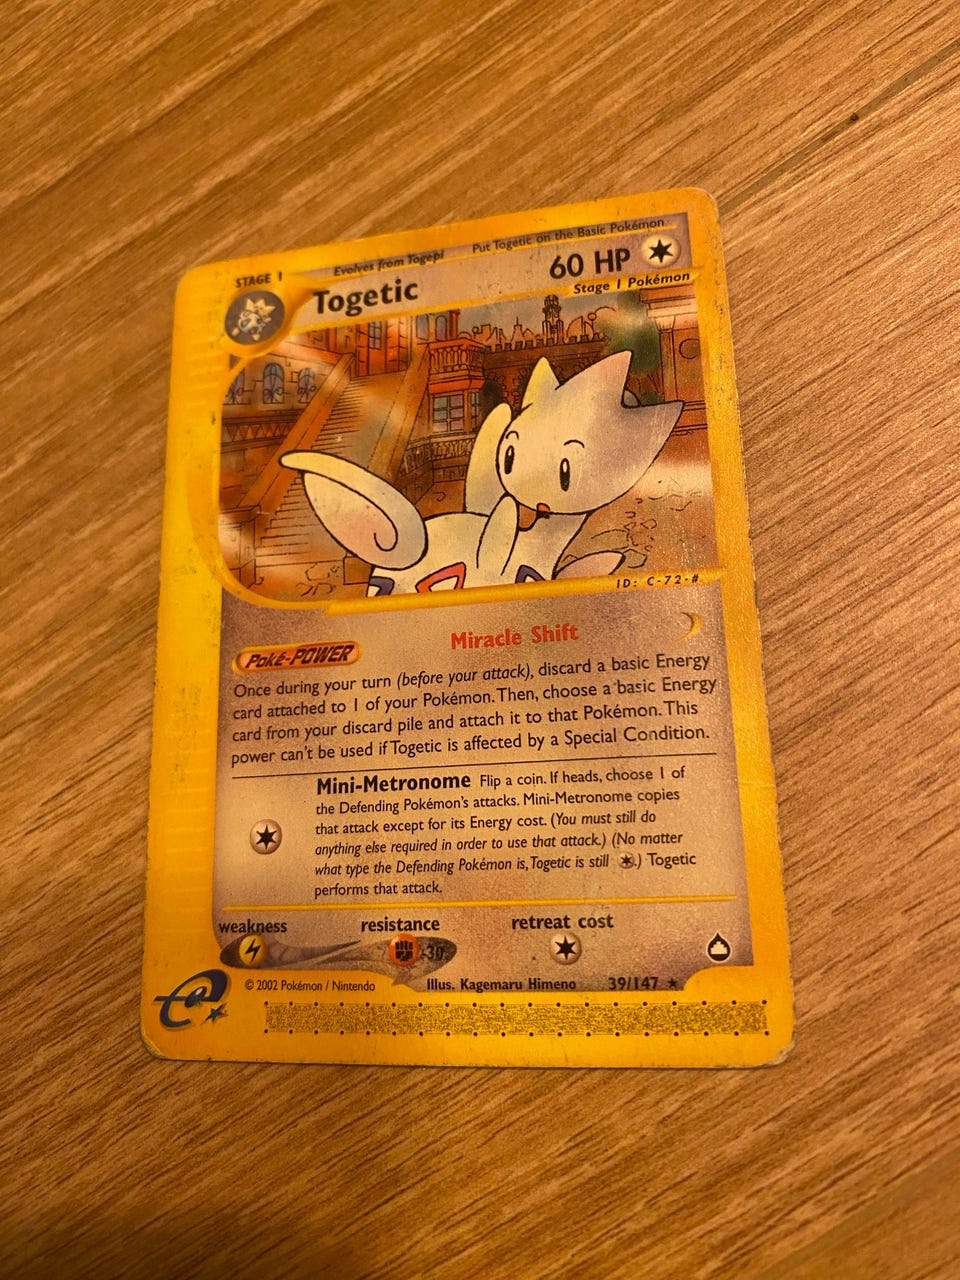 STAGE 1 Evolves from Togepi Put Togetic on the Basic Pokémon
Togetic 60 HP
Stage 1 Pokémon
ID: C-72-#
Poké-POWER Miracle Shift
Once during your turn (before your attack), discard a basic Energy
card attached to 1 of your Pokémon. Then, choose a basic Energy
card from your discard pile and attach it to that Pokémon. This
power can't be used if Togetic is affected by a Special Condition.
Mini-Metronome Flip a coin. If heads, choose 1 of
the Defending Pokémon's attacks. Mini-Metronome copies
that attack except for its Energy cost. (You must still do
anything else required in order to use that attack.) (No matter
what type the Defending Pokémon is, Togetic is still .) Togetic
performs that attack.
weakness resistance retreat cost
-30
e
© 2002 Pokémon / Nintendo Illus. Kagemaru Himeno 39/147 ★